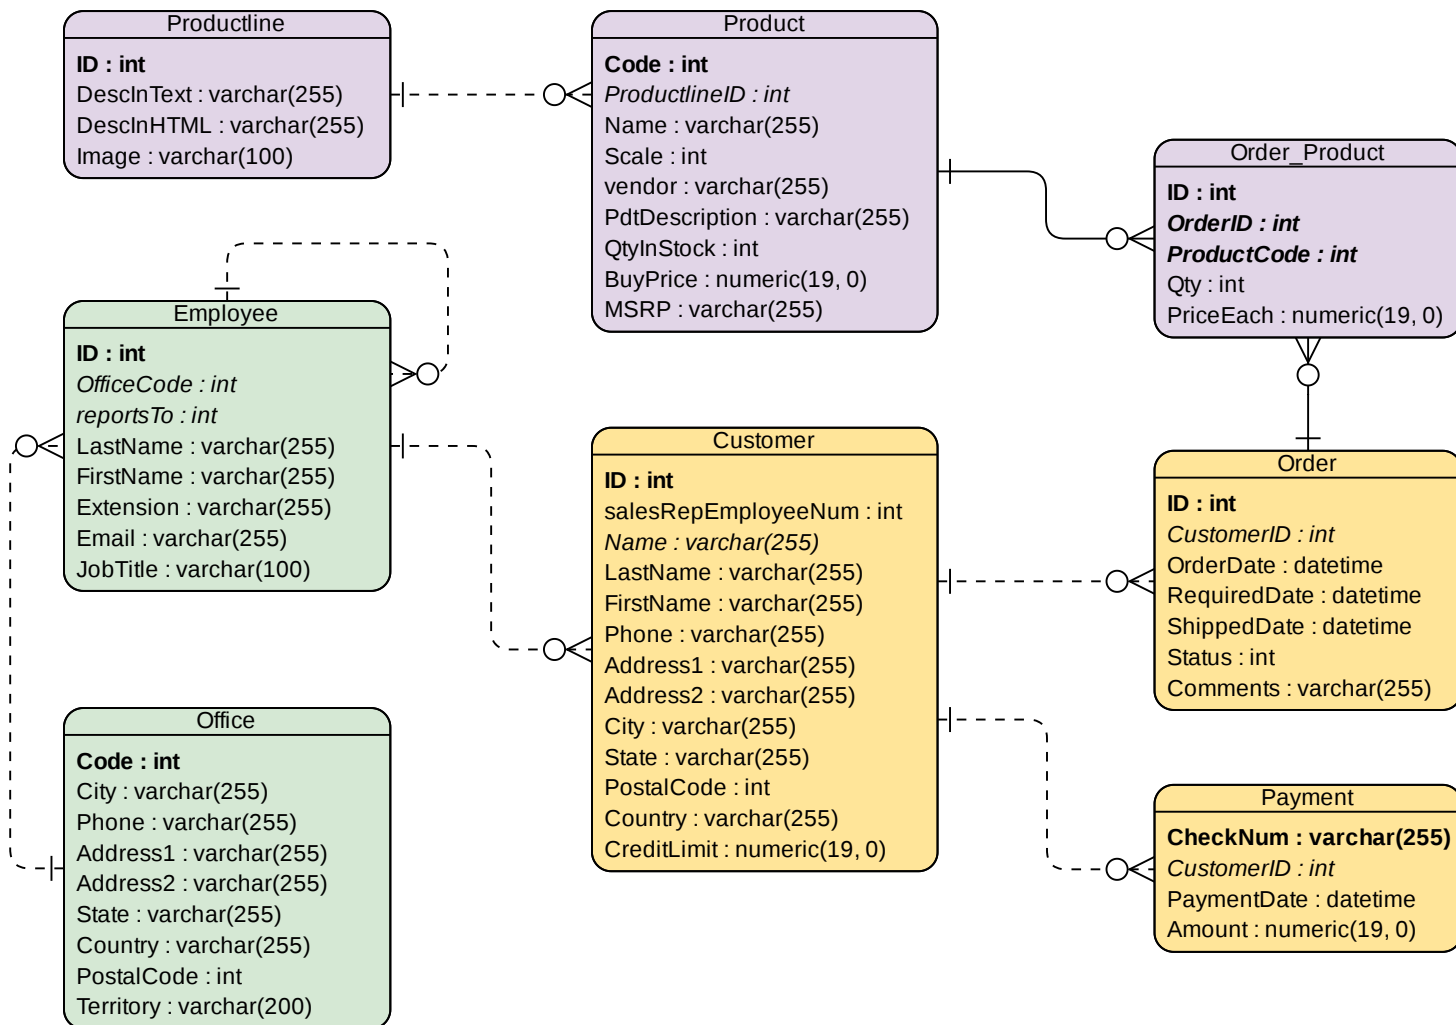 Productline
ID : int
DescInText : varchar(255)
DescInHTML : varchar(255)
Image : varchar(100)
Product
Code : int
ProductlineID : int
Name : varchar(255)
Scale : int
vendor : varchar(255)
PdtDescription : varchar(255)
QtyInStock : int
BuyPrice : numeric(19, 0)
MSRP : varchar(255)
Order_Product
ID : int
OrderID : int
ProductCode : int
Qty : int
PriceEach : numeric(19, 0)
Employee
ID : int
OfficeCode : int
reportsTo : int
LastName : varchar(255)
FirstName : varchar(255)
Extension : varchar(255)
Email : varchar(255)
JobTitle : varchar(100)
Customer
ID : int
salesRepEmployeeNum : int
Name : varchar(255)
LastName : varchar(255)
FirstName : varchar(255)
Phone : varchar(255)
Address1 : varchar(255)
Address2 : varchar(255)
City : varchar(255)
State : varchar(255)
PostalCode : int
Country : varchar(255)
CreditLimit : numeric(19, 0)
Order
ID : int
CustomerID : int
OrderDate : datetime
RequiredDate : datetime
ShippedDate : datetime
Status : int
Comments : varchar(255)
Office
Code : int
City : varchar(255)
Phone : varchar(255)
Address1 : varchar(255)
Address2 : varchar(255)
State : varchar(255)
Country : varchar(255)
PostalCode : int
Territory : varchar(200)
Payment
CheckNum : varchar(255)
CustomerID : int
PaymentDate : datetime
Amount : numeric(19, 0)